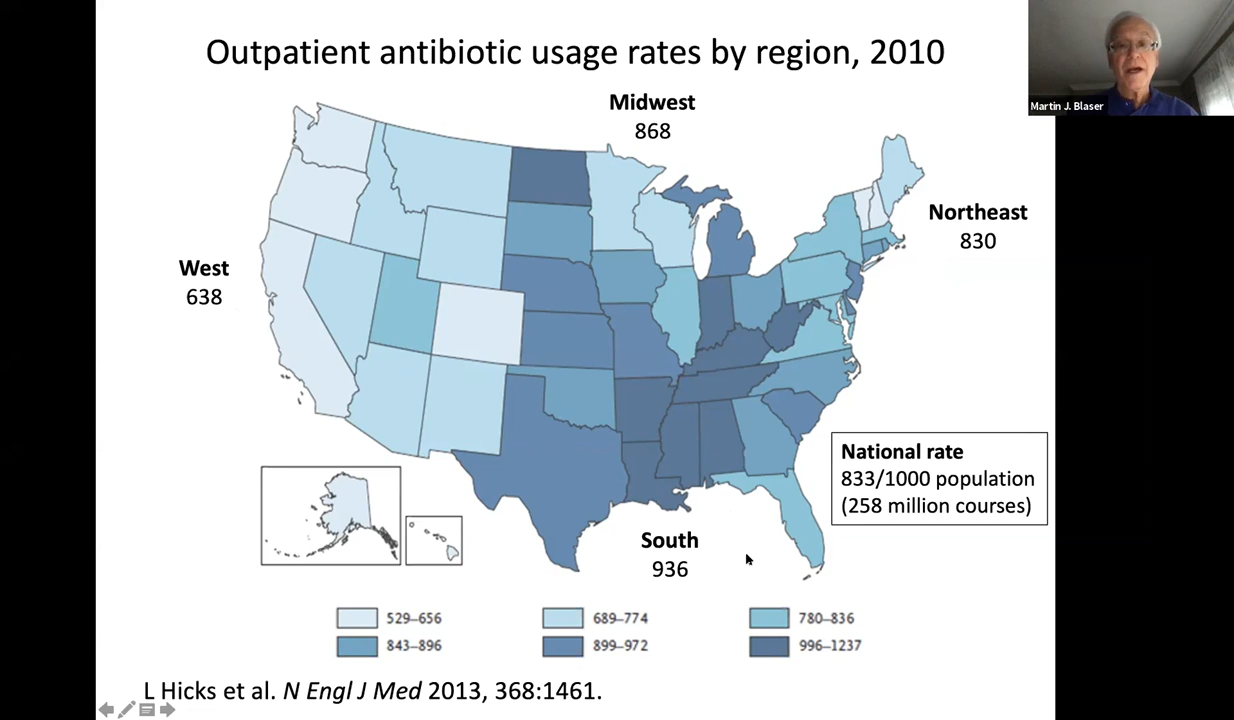 Outpatient antibiotic usage rates by region, 2010
Martin J. Blaser
Midwest
868
Northeast
830
West
638
National rate
833/1000 population
(258 million courses)
South
936
529–656
689–774
780–836
843–896
899–972
996–1237
L Hicks et al. N Engl J Med 2013, 368:1461.